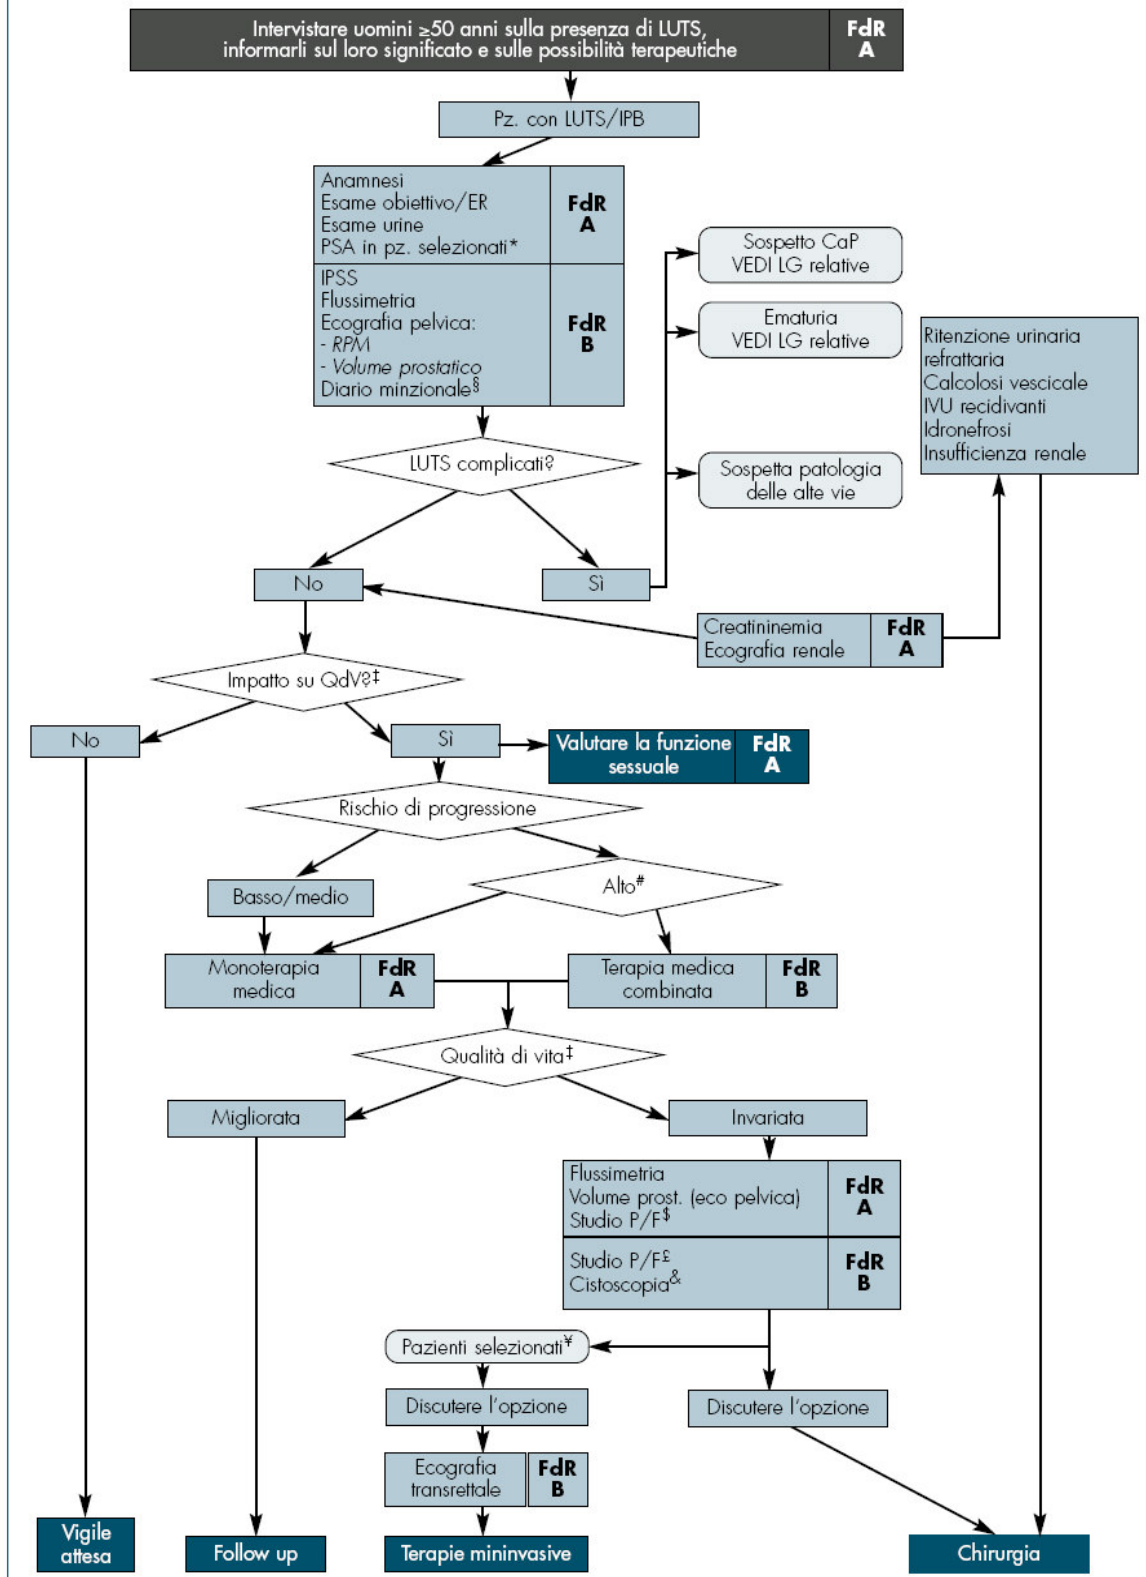 Intervistare uomini ≥50 anni sulla presenza di LUTS,
informarli sul loro significato e sulle possibilità terapeutiche
FdR
A
Pz. con LUTS/IPB
Anamnesi
Esame obiettivo/ER
Esame urine
PSA in pz. selezionati*
FdR
A
IPSS
Flussimetria
Ecografia pelvica:
- RPM
- Volume prostatico
Diario minzionale§
FdR
B
Sospetto CaP
VEDI LG relative
Ematuria
VEDI LG relative
Sospetta patologia
delle alte vie
Ritenzione urinaria
refrattaria
Calcolosi vescicale
IVU recidivanti
Idronefrosi
Insufficienza renale
LUTS complicati?
No
Sì
Creatininemia
Ecografia renale
FdR
A
Impatto su QdV?‡
No
Sì
Valutare la funzione
sessuale
FdR
A
Rischio di progressione
Basso/medio
Alto#
Monoterapia
medica
FdR
A
Terapia medica
combinata
FdR
B
Qualità di vita‡
Migliorata
Invariata
Flussimetria
Volume prost. (eco pelvica)
Studio P/F$
FdR
A
Studio P/F£
Cistoscopia&
FdR
B
Pazienti selezionati¥
Discutere l'opzione
Discutere l'opzione
Ecografia
transrettale
FdR
B
Vigile
attesa
Follow up
Terapie mininvasive
Chirurgia